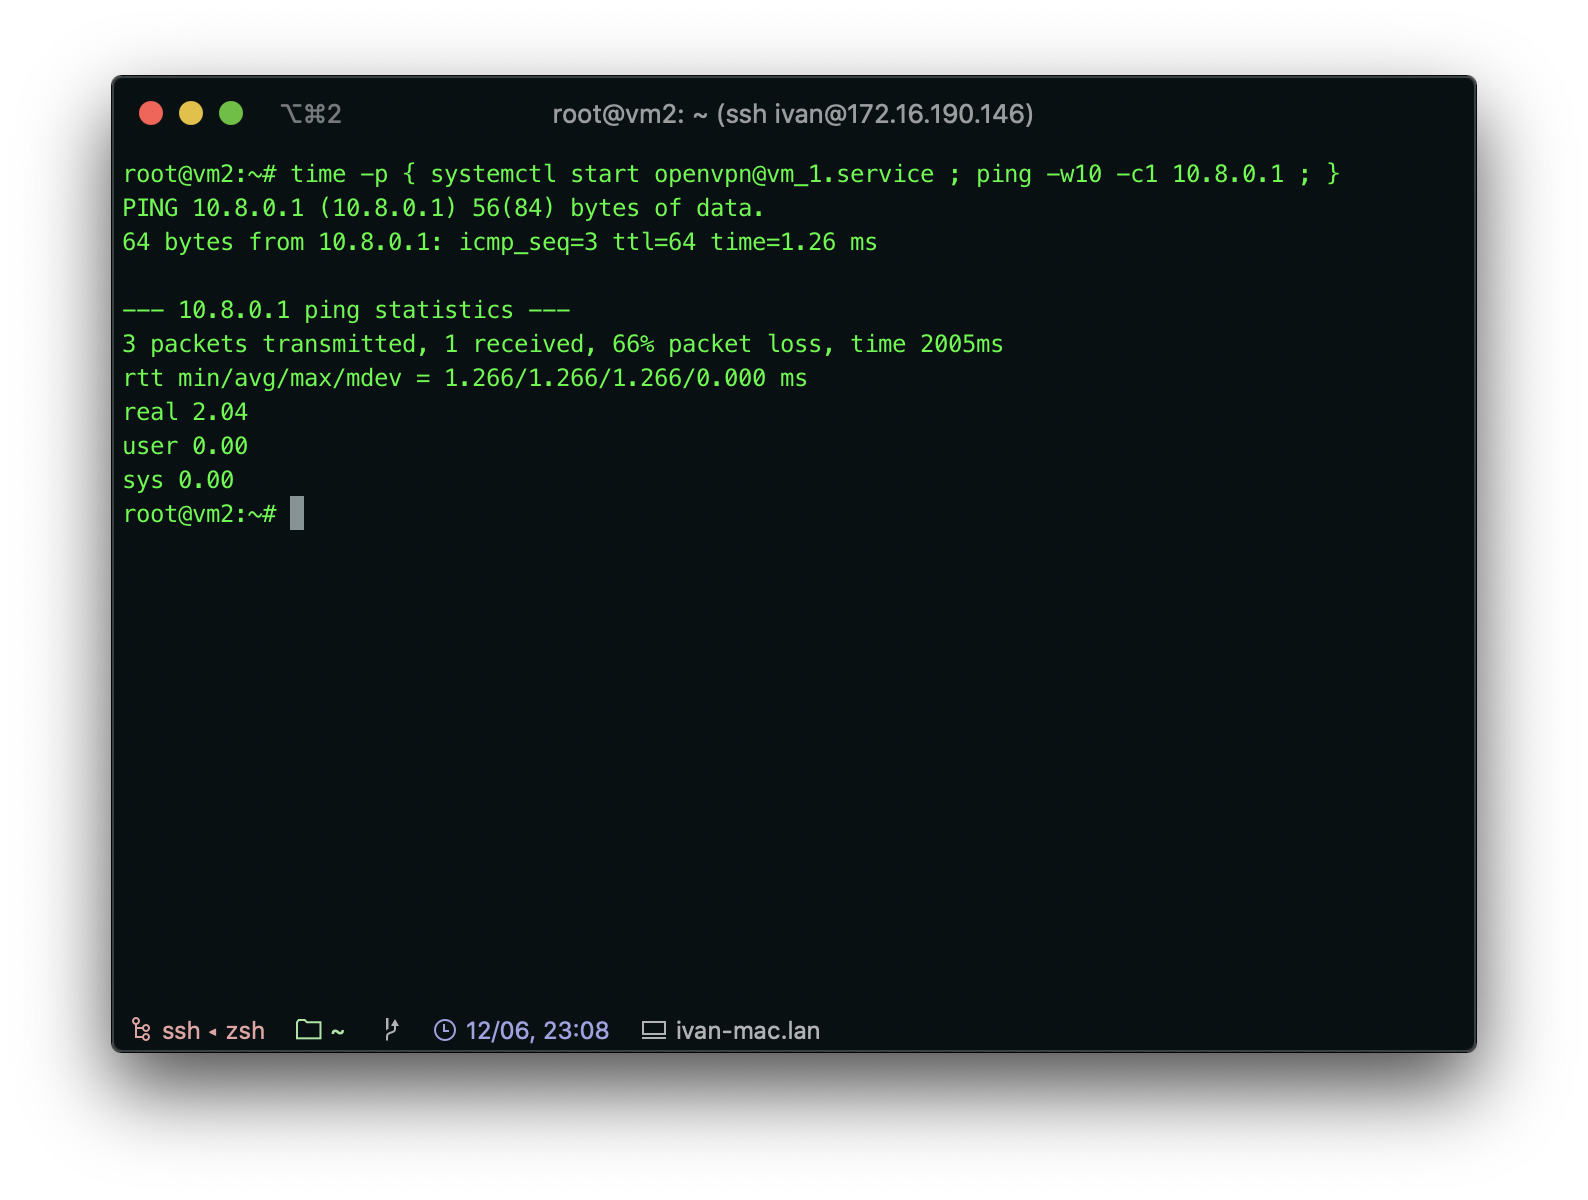 ⌥⌘2 root@vm2: ~ (ssh ivan@172.16.190.146)
root@vm2:~# time -p { systemctl start openvpn@vm_1.service ; ping -w10 -c1 10.8.0.1 ; }
PING 10.8.0.1 (10.8.0.1) 56(84) bytes of data.
64 bytes from 10.8.0.1: icmp_seq=3 ttl=64 time=1.26 ms
--- 10.8.0.1 ping statistics ---
3 packets transmitted, 1 received, 66% packet loss, time 2005ms
rtt min/avg/max/mdev = 1.266/1.266/1.266/0.000 ms
real 2.04
user 0.00
sys 0.00
root@vm2:~#
ssh ◂ zsh ~ 12/06, 23:08 ivan-mac.lan